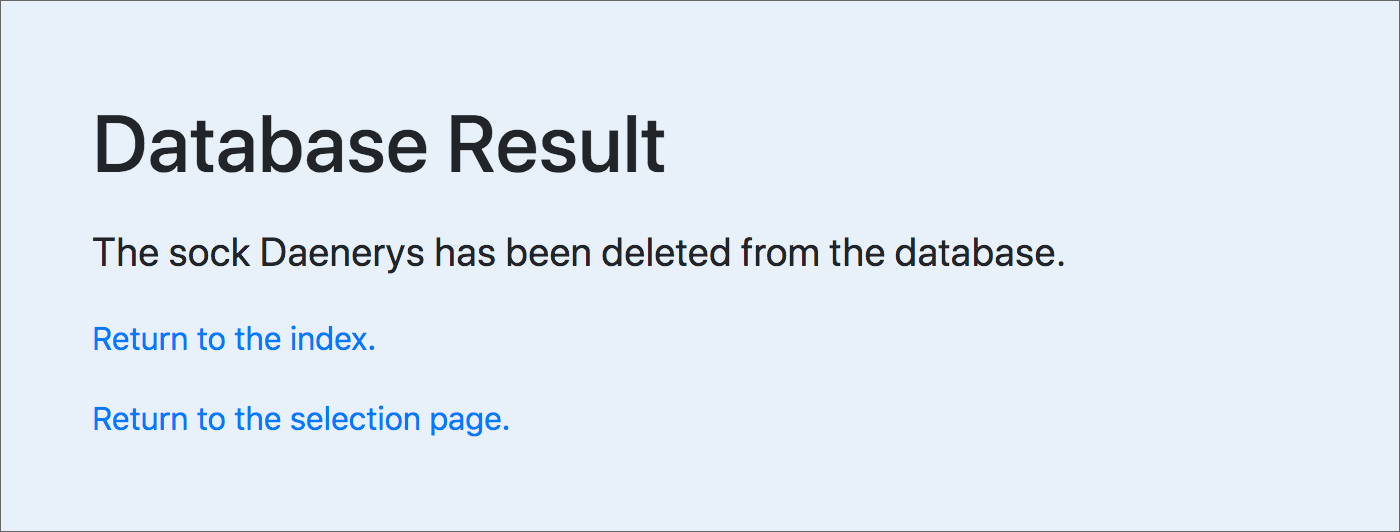 Database Result
The sock Daenerys has been deleted from the database.
Return to the index.
Return to the selection page.